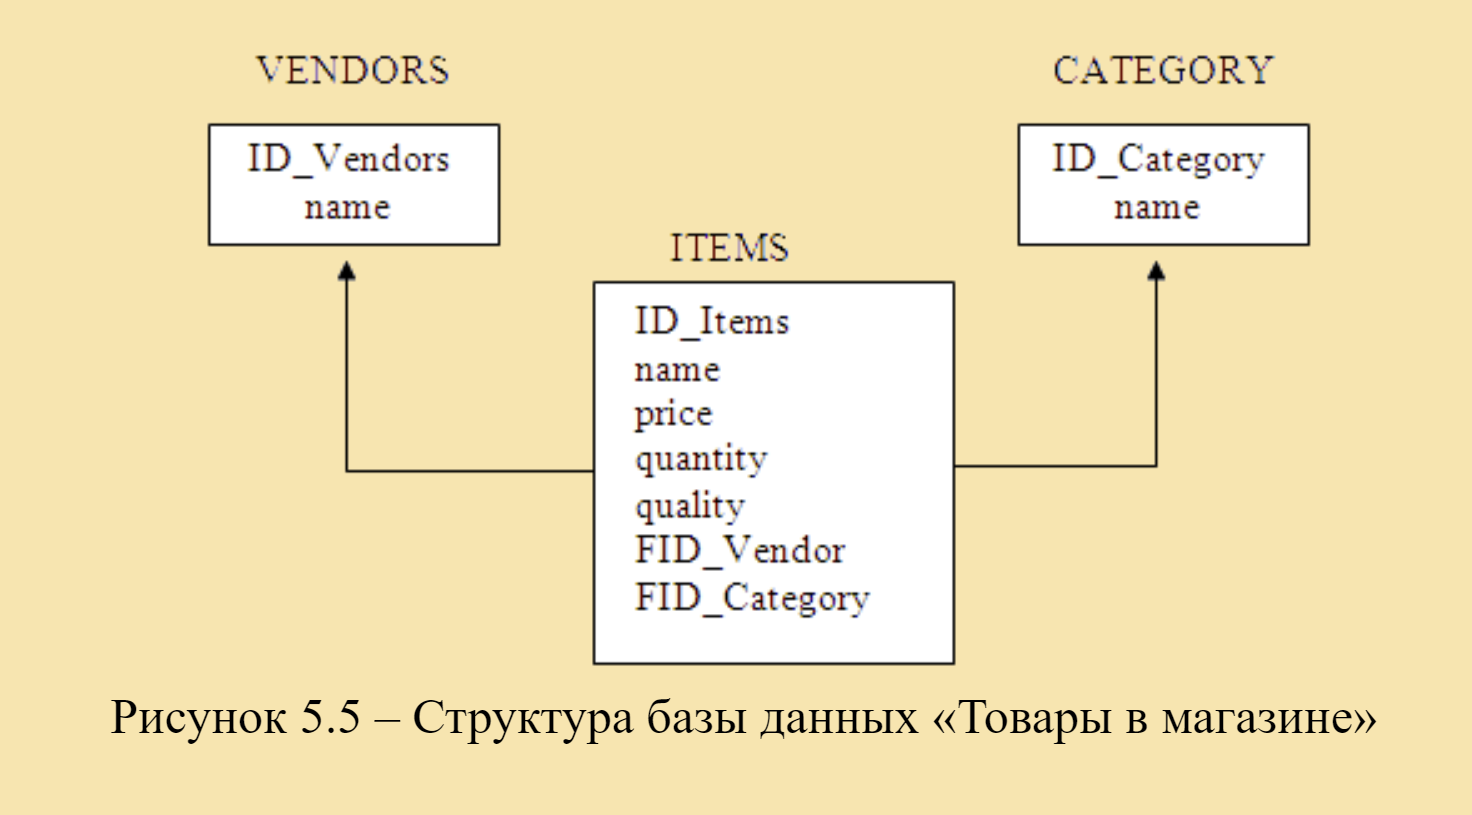 VENDORS
ID_Vendors
name
CATEGORY
ID_Category
name
ITEMS
ID_Items
name
price
quantity
quality
FID_Vendor
FID_Category
Рисунок 5.5 – Структура базы данных «Товары в магазине»